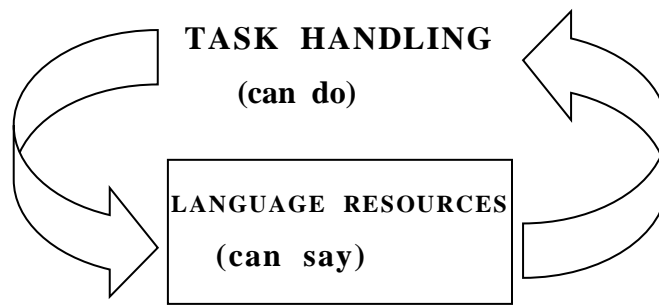 TASK HANDLING
(can do)
LANGUAGE RESOURCES
(can say)